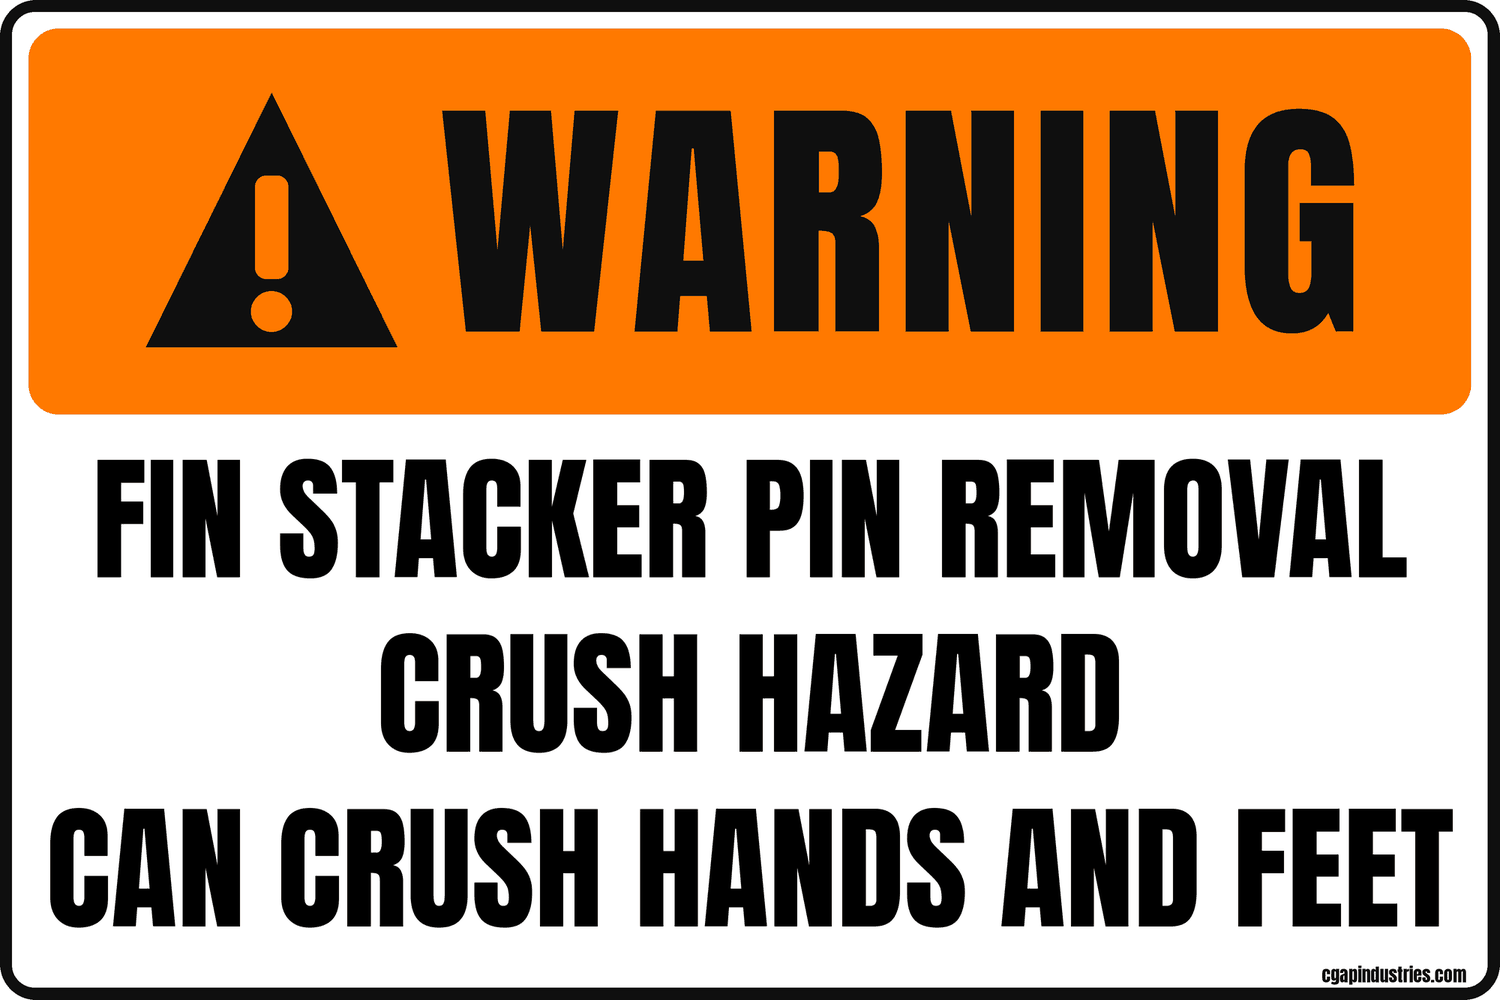 WARNING
FIN STACKER PIN REMOVAL
CRUSH HAZARD
CAN CRUSH HANDS AND FEET
cgapindustries.com